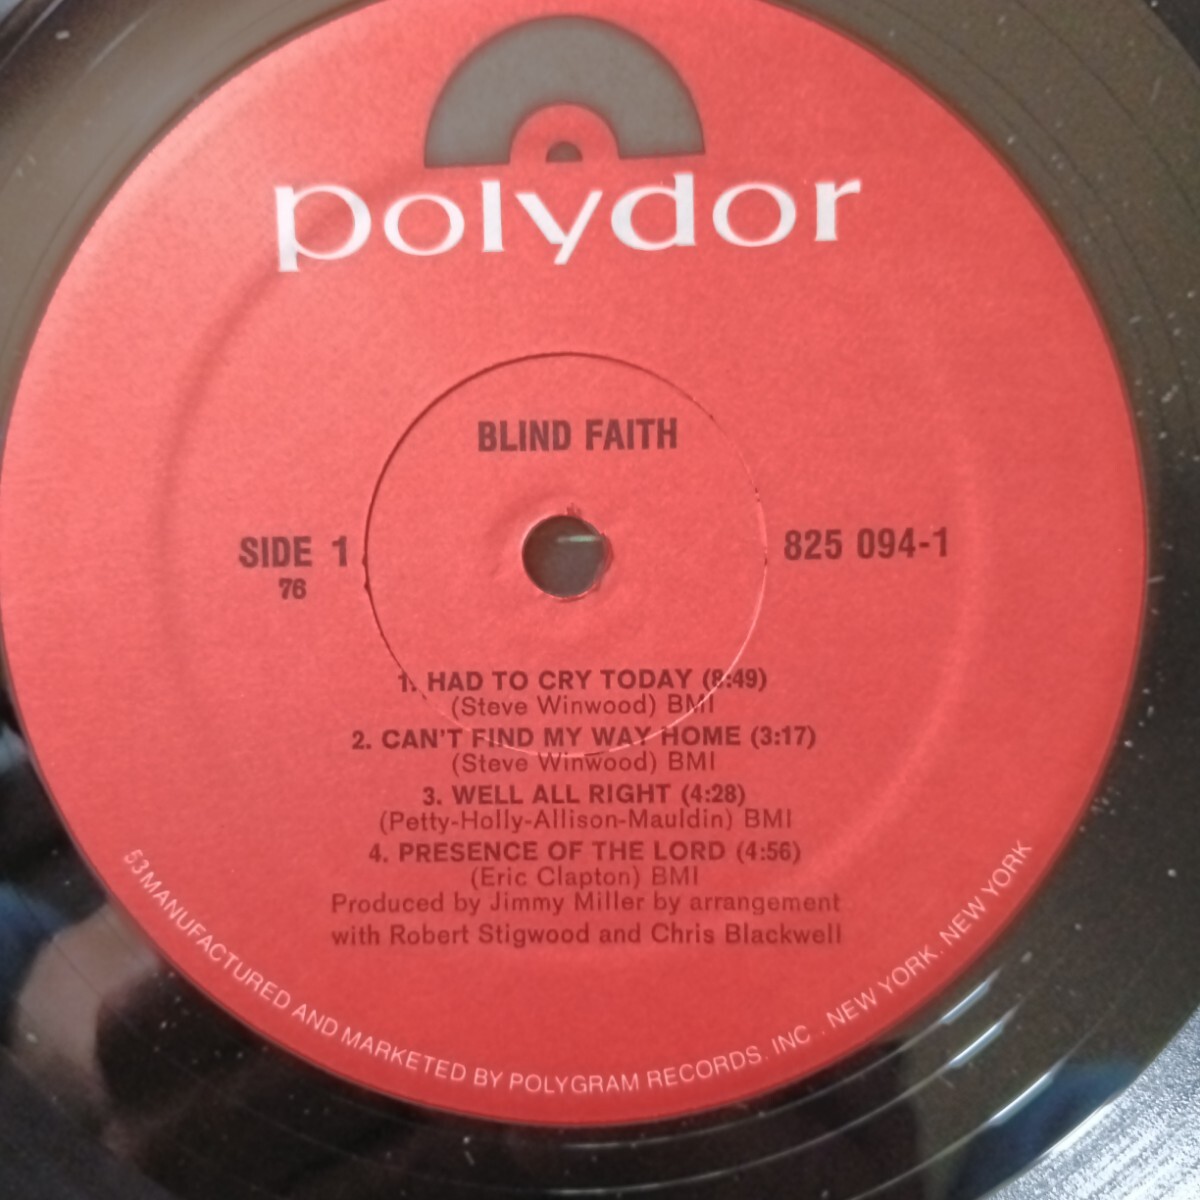 polydor
BLIND FAITH
SIDE 1
76
825 094-1
1. HAD TO CRY TODAY (8:49)
(Steve Winwood) BMI
2. CAN'T FIND MY WAY HOME (3:17)
(Steve Winwood) BMI
3. WELL ALL RIGHT (4:28)
(Petty-Holly-Allison-Mauldin) BMI
4. PRESENCE OF THE LORD (4:56)
(Eric Clapton) BMI
Produced by Jimmy Miller by arrangement
with Robert Stigwood and Chris Blackwell
53MANUFACTURED AND MARKETED BY POLYGRAM RECORDS. INC . NEW YORK. NEW YORK